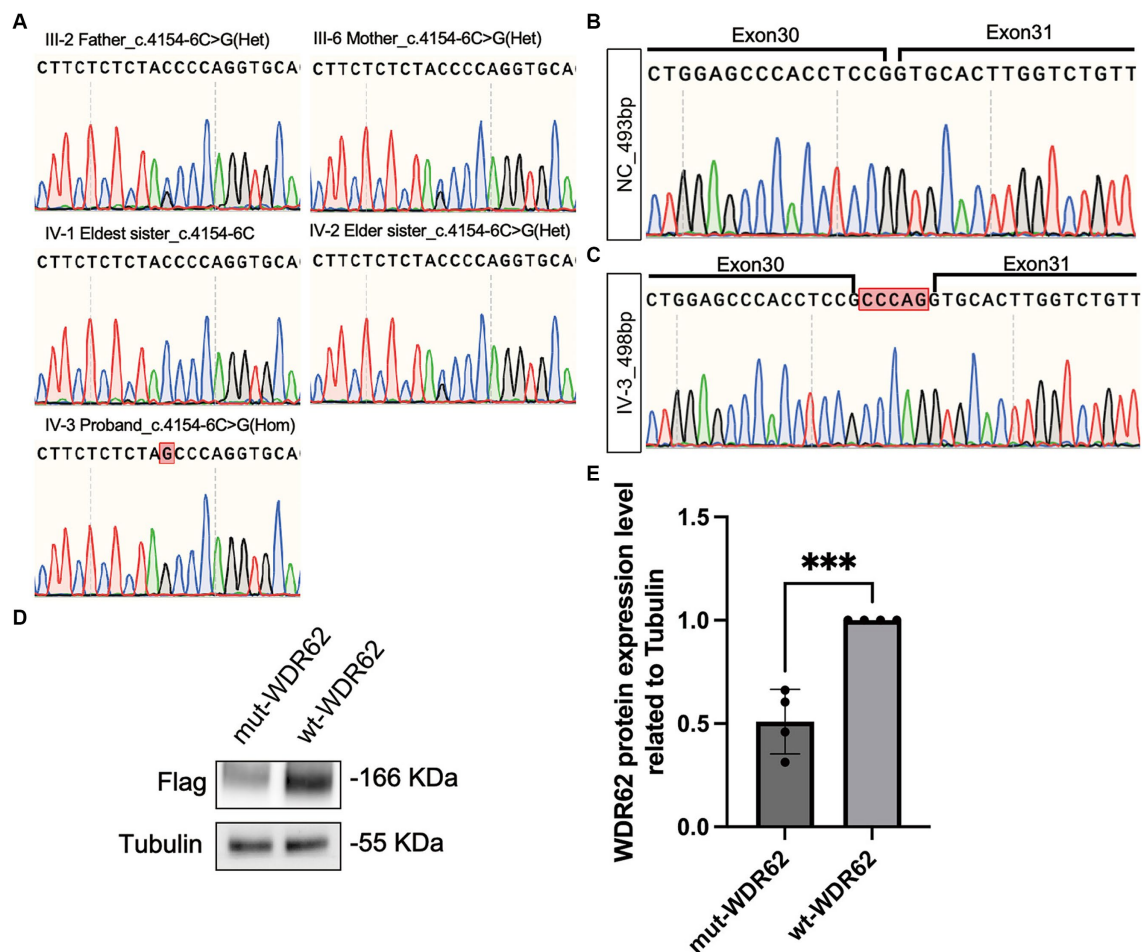 A
III-2 Father_c.4154-6C>G(Het)
CTTCTCTCTACCCCAGGTGCA
III-6 Mother_c.4154-6C>G(Het)
CTTCTCTCTACCCCAGGTGCA
IV-1 Eldest sister_c.4154-6C
CTTCTCTCTACCCCAGGTGCA
IV-2 Elder sister_c.4154-6C>G(Het)
CTTCTCTCTACCCCAGGTGCA
IV-3 Proband_c.4154-6C>G(Hom)
CTTCTCTCTAGCCCAGGTGCA
B
NC_493bp
Exon30
Exon31
CTGGAGCCCACCTCCGGTGCACTTGGTCTGTT
C
IV-3_498bp
Exon30
Exon31
CTGGAGCCCACCTCCGCCCAGGTGCACTTGGTCTGTT
D
mut-WDR62
wt-WDR62
Flag
-166 KDa
Tubulin
-55 KDa
E
WDR62 protein expression level
related to Tubulin
1.5
1.0
0.5
0.0
***
mut-WDR62
wt-WDR62